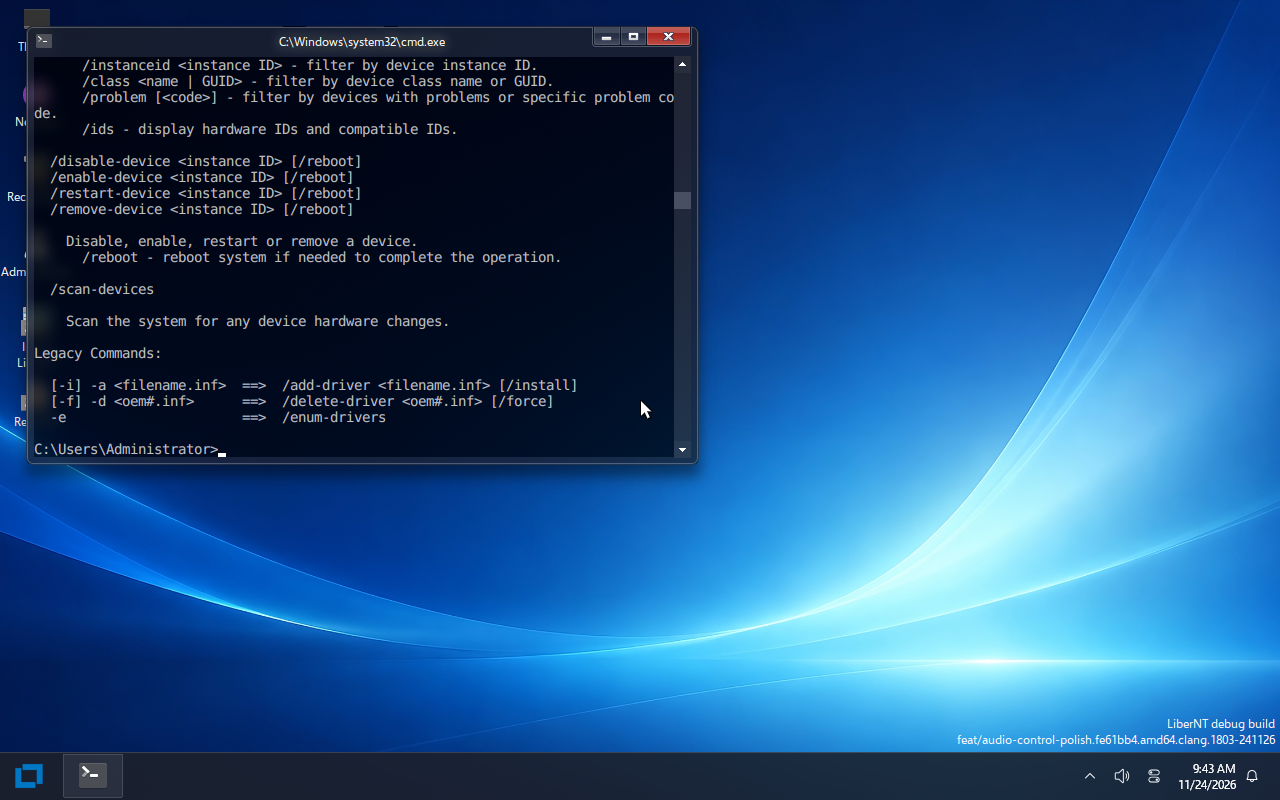 C:\Windows\system32\cmd.exe
/instanceid <instance ID> - filter by device instance ID.
/class <name | GUID> - filter by device class name or GUID.
/problem [<code>] - filter by devices with problems or specific problem co
de.
/ids - display hardware IDs and compatible IDs.
/disable-device <instance ID> [/reboot]
/enable-device <instance ID> [/reboot]
/restart-device <instance ID> [/reboot]
/remove-device <instance ID> [/reboot]
Disable, enable, restart or remove a device.
/reboot - reboot system if needed to complete the operation.
/scan-devices
Scan the system for any device hardware changes.
Legacy Commands:
[-i] -a <filename.inf>  ==>  /add-driver <filename.inf> [/install]
[-f] -d <oem#.inf>      ==>  /delete-driver <oem#.inf> [/force]
-e                      ==>  /enum-drivers
C:\Users\Administrator>
LiberNT debug build
feat/audio-control-polish.fe61bb4.amd64.clang.1803-241126
9:43 AM
11/24/2026